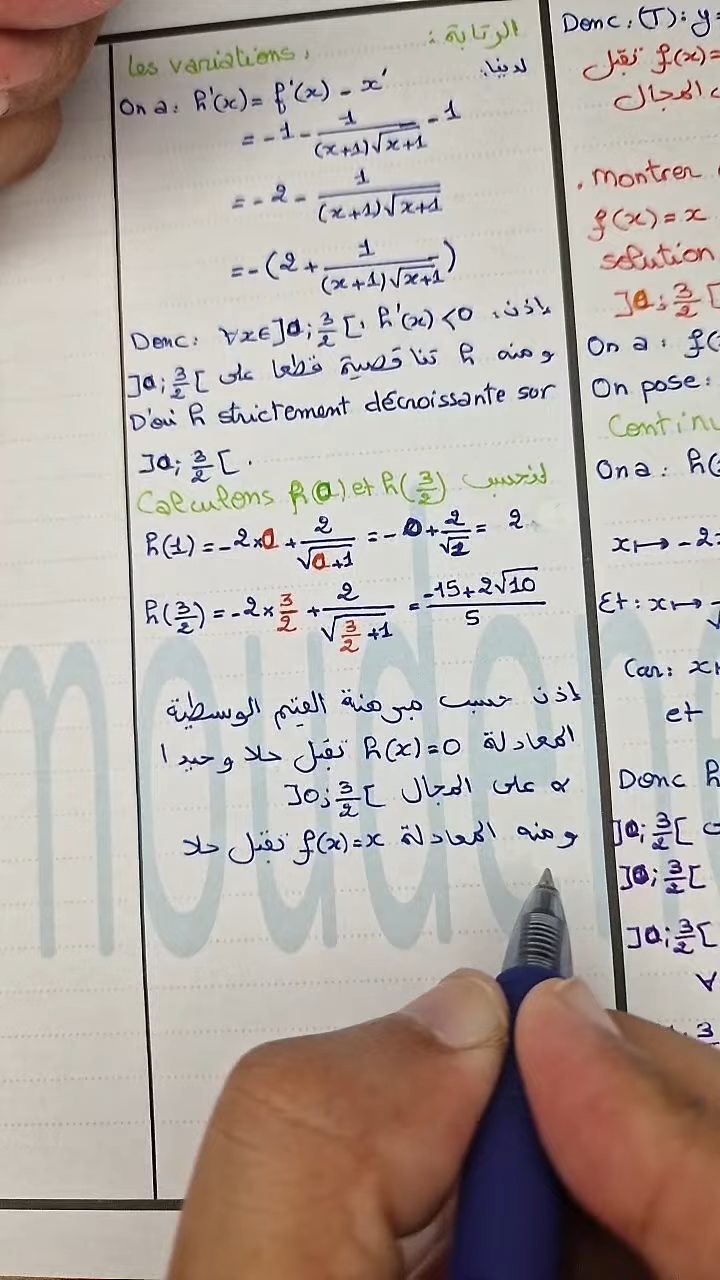 الرتابة :
Les variations .
لدينا:
On a : h'(x) = f'(x) - x'
= -1 - 1/((x+1)√x+1) - 1
= -2 - 1/((x+1)√x+1)
= -(2 + 1/((x+1)√x+1))
Donc : ∀x∈]0; 3/2[ , h'(x) <0 إذن.
ومنه h تناقصية قطعا على ]0; 3/2[
D'où h strictement décroissante sur
]0; 3/2[ .
Calculons h(0) et h(3/2) لنحسب
h(1) = -2×0 + 2/√0+1 = -0 + 2/√1 = 2
h(3/2) = -2×3/2 + 2/√(3/2+1) = (-15+2√10)/5
إذن حسب مبرهنة القيم الوسطية
المعادلة h(x)=0 تقبل حلا وحيدا
α على المجال ]0; 3/2[
ومنه المعادلة f(x)=x تقبل حلا
Donc : (T) : y=
f(x)= تقبل
المجال
. montrer
f(x) = x
solution
]0; 3/2[
On a : f(
On pose :
Continu
On a : h(
x ↦ -2
Et : x ↦
Car : x
et
Donc h
]0; 3/2[
]0; 3/2[
]0; 3/2[
∀
3
moudene